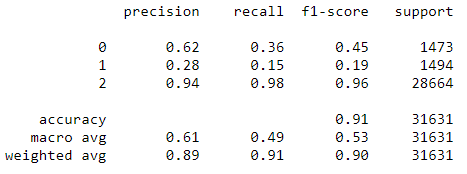 precision recall f1-score support
0 0.62 0.36 0.45 1473
1 0.28 0.15 0.19 1494
2 0.94 0.98 0.96 28664
accuracy 0.91 31631
macro avg 0.61 0.49 0.53 31631
weighted avg 0.89 0.91 0.90 31631